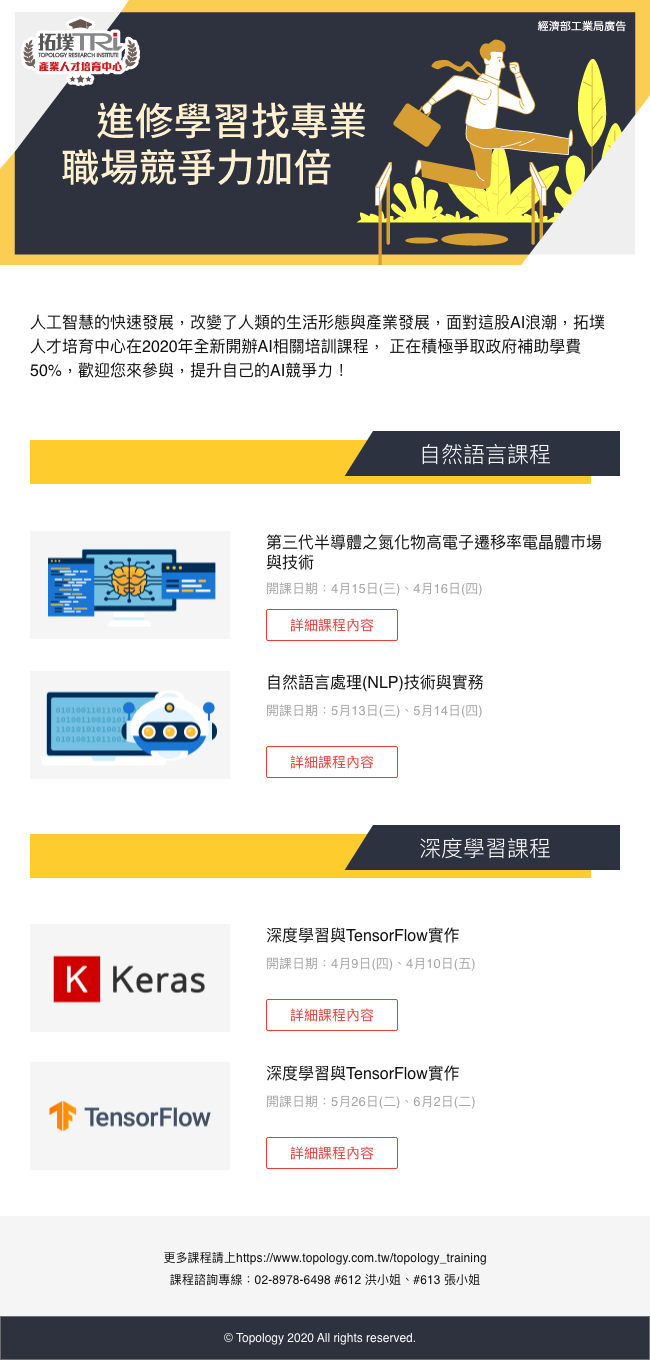 經濟部工業局廣告
拓墣TRi
TOPOLOGY RESEARCH INSTITUTE
產業人才培育中心
進修學習找專業
職場競爭力加倍
人工智慧的快速發展，改變了人類的生活形態與產業發展，面對這股AI浪潮，拓墣
人才培育中心在2020年全新開辦AI相關培訓課程， 正在積極爭取政府補助學費
50%，歡迎您來參與，提升自己的AI競爭力！
自然語言課程
第三代半導體之氮化物高電子遷移率電晶體市場
與技術
開課日期：4月15日(三)、4月16日(四)
詳細課程內容
自然語言處理(NLP)技術與實務
開課日期：5月13日(三)、5月14日(四)
詳細課程內容
深度學習課程
K Keras
深度學習與TensorFlow實作
開課日期：4月9日(四)、4月10日(五)
詳細課程內容
TensorFlow
深度學習與TensorFlow實作
開課日期：5月26日(二)、6月2日(二)
詳細課程內容
更多課程請上https://www.topology.com.tw/topology_training
課程諮詢專線：02-8978-6498 #612 洪小姐、#613 張小姐
© Topology 2020 All rights reserved.